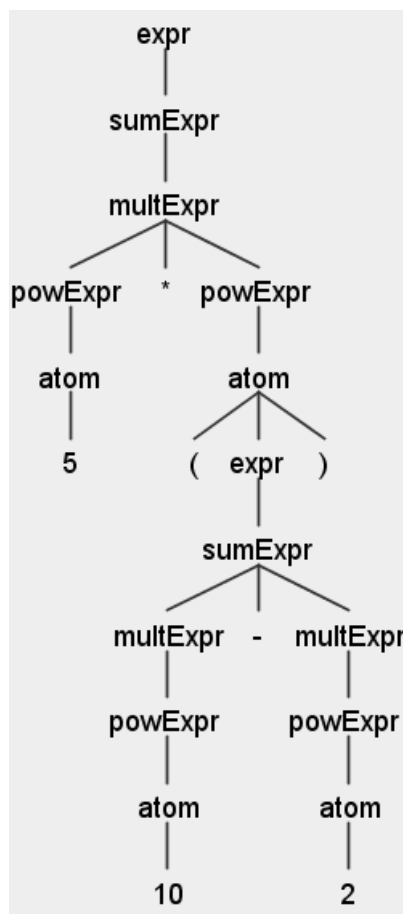 expr
sumExpr
multExpr
powExpr * powExpr
atom atom
5 ( expr )
sumExpr
multExpr - multExpr
powExpr powExpr
atom atom
10 2